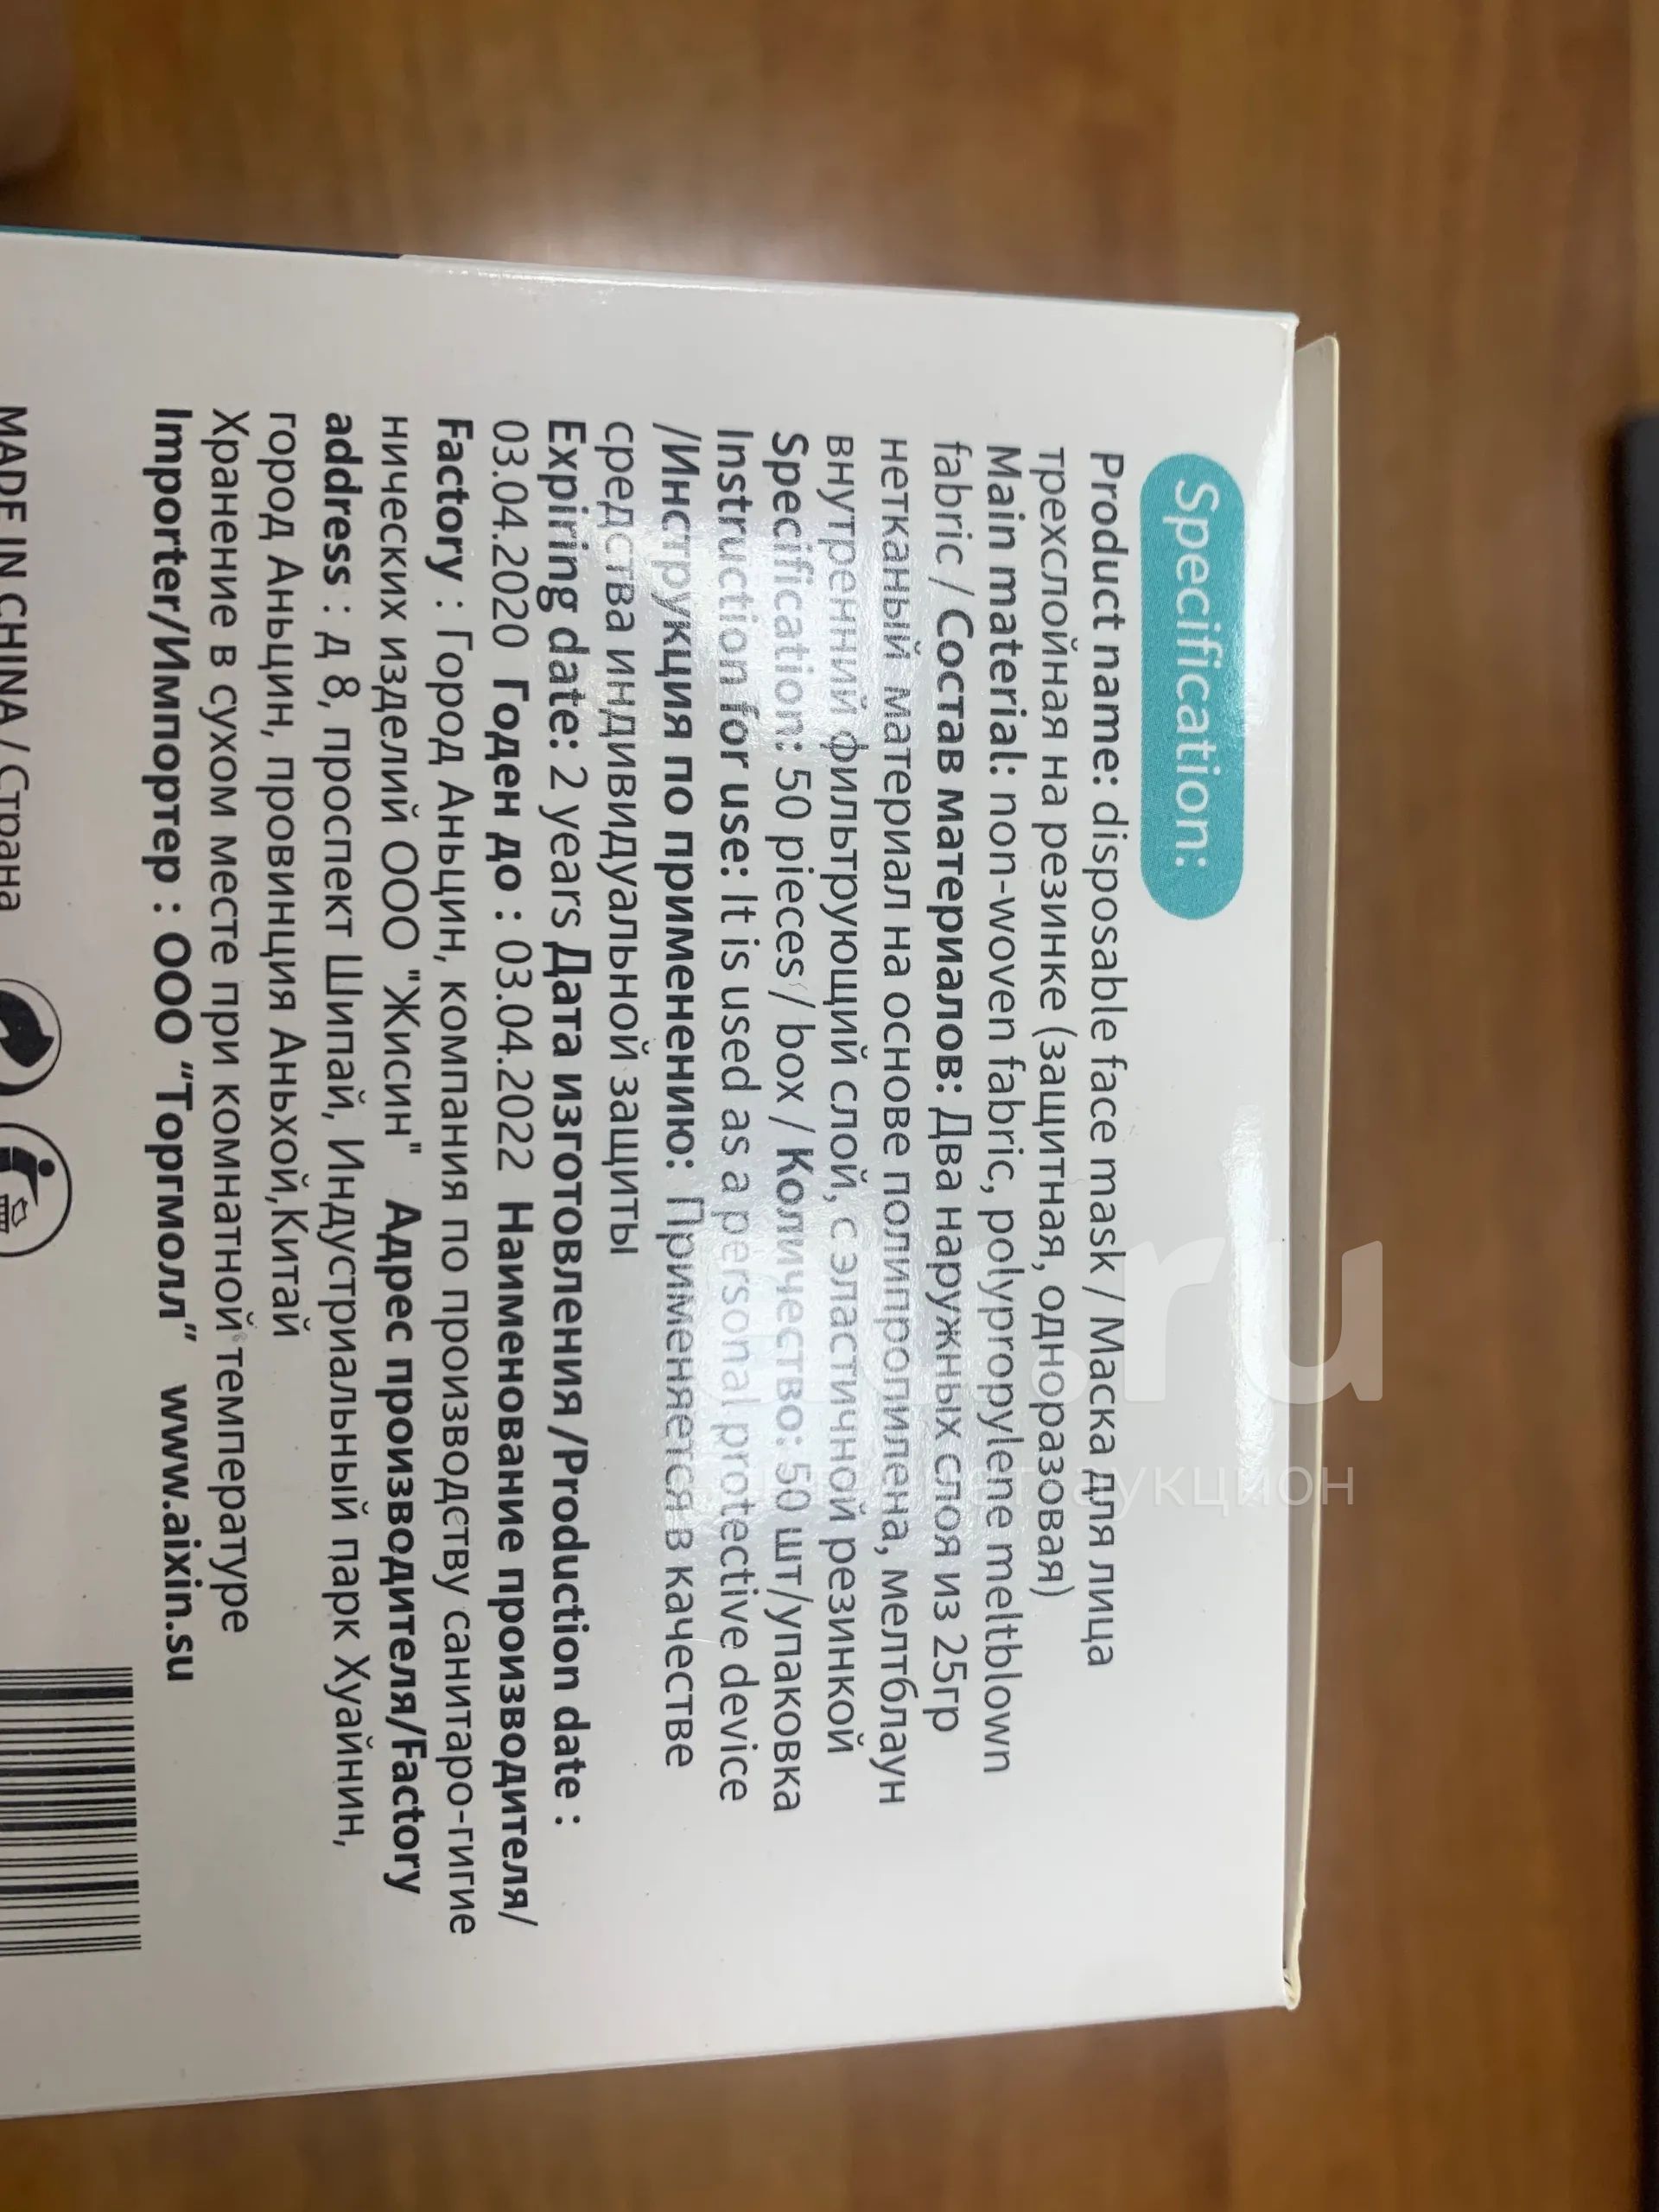 Specification:
Product name: disposable face mask / Маска для лица
трехслойная на резинке (защитная, одноразовая)
Main material: non-woven fabric, polypropylene meltblown
fabric / Состав материалов: Два наружных слоя из 25гр
нетканый материал на основе полипропилена, мелтблаун
внутренний фильтрующий слой, с эластичной резинкой
Specification: 50 pieces / box / Количество: 50 шт/упаковка
Instruction for use: It is used as a personal protective device
/Инструкция по применению: Применяется в качестве
средства индивидуальной защиты
Expiring date: 2 years Дата изготовления /Production date :
03.04.2020 Годен до : 03.04.2022 Наименование производителя/
Factory : Город Аньцин, компания по производству санитаро-гигие
нических изделий ООО "Жисин" Адрес производителя/Factory
address : д 8, проспект Шипай, Индустриальный парк Хуайнин,
город Аньцин, провинция Аньхой,Китай
Хранение в сухом месте при комнатной температуре
Importer/Импортер : ООО “Торгмолл” www.aixin.su
MADE IN CHINA / Страна
.ru
аукцион